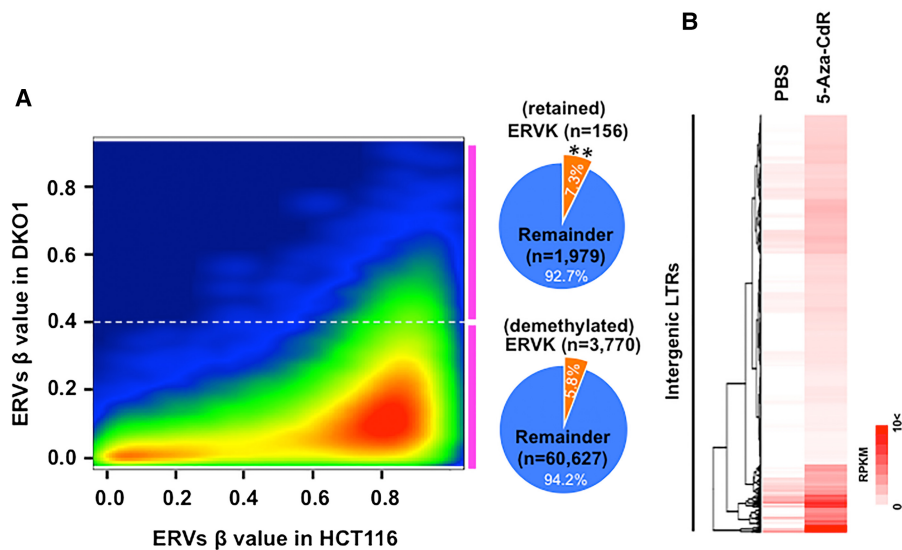 A
ERVs β value in DKO1
0.8
0.6
0.4
0.2
0.0
0.0 0.2 0.4 0.6 0.8
ERVs β value in HCT116
(retained)
ERVK (n=156)
**
7.3%
Remainder
(n=1,979)
92.7%
(demethylated)
ERVK (n=3,770)
5.8%
Remainder
(n=60,627)
94.2%
B
PBS
5-Aza-CdR
Intergenic LTRs
RPKM
10<
0